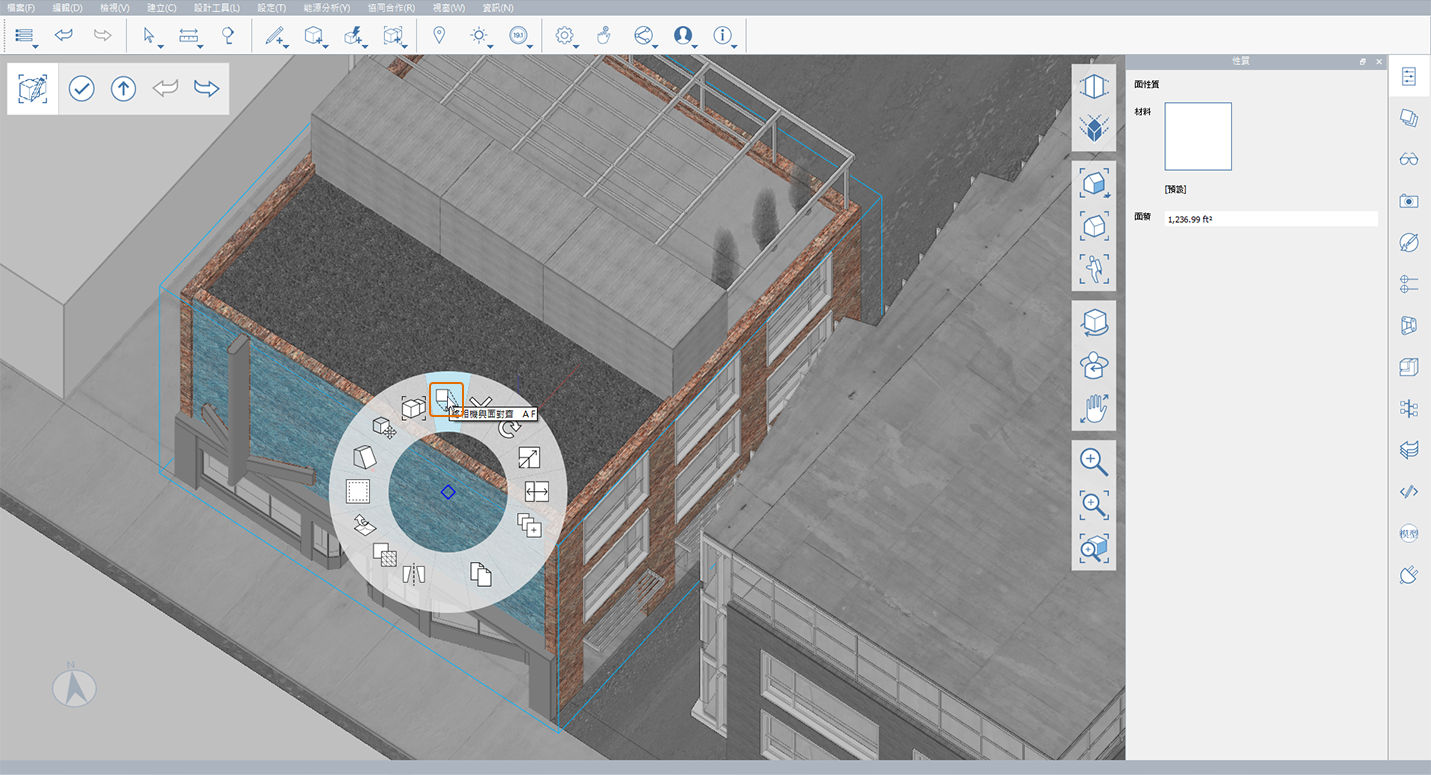 檔案(F) 編輯(D) 檢視(V) 建立(C) 設計工具(L) 設定(T) 能源分析(Y) 協同合作(R) 視窗(W) 資訊(N)
性質
面性質
材料
[預設]
面積 1,236.99 ft²
將相機與面對齊 AF
N
模型